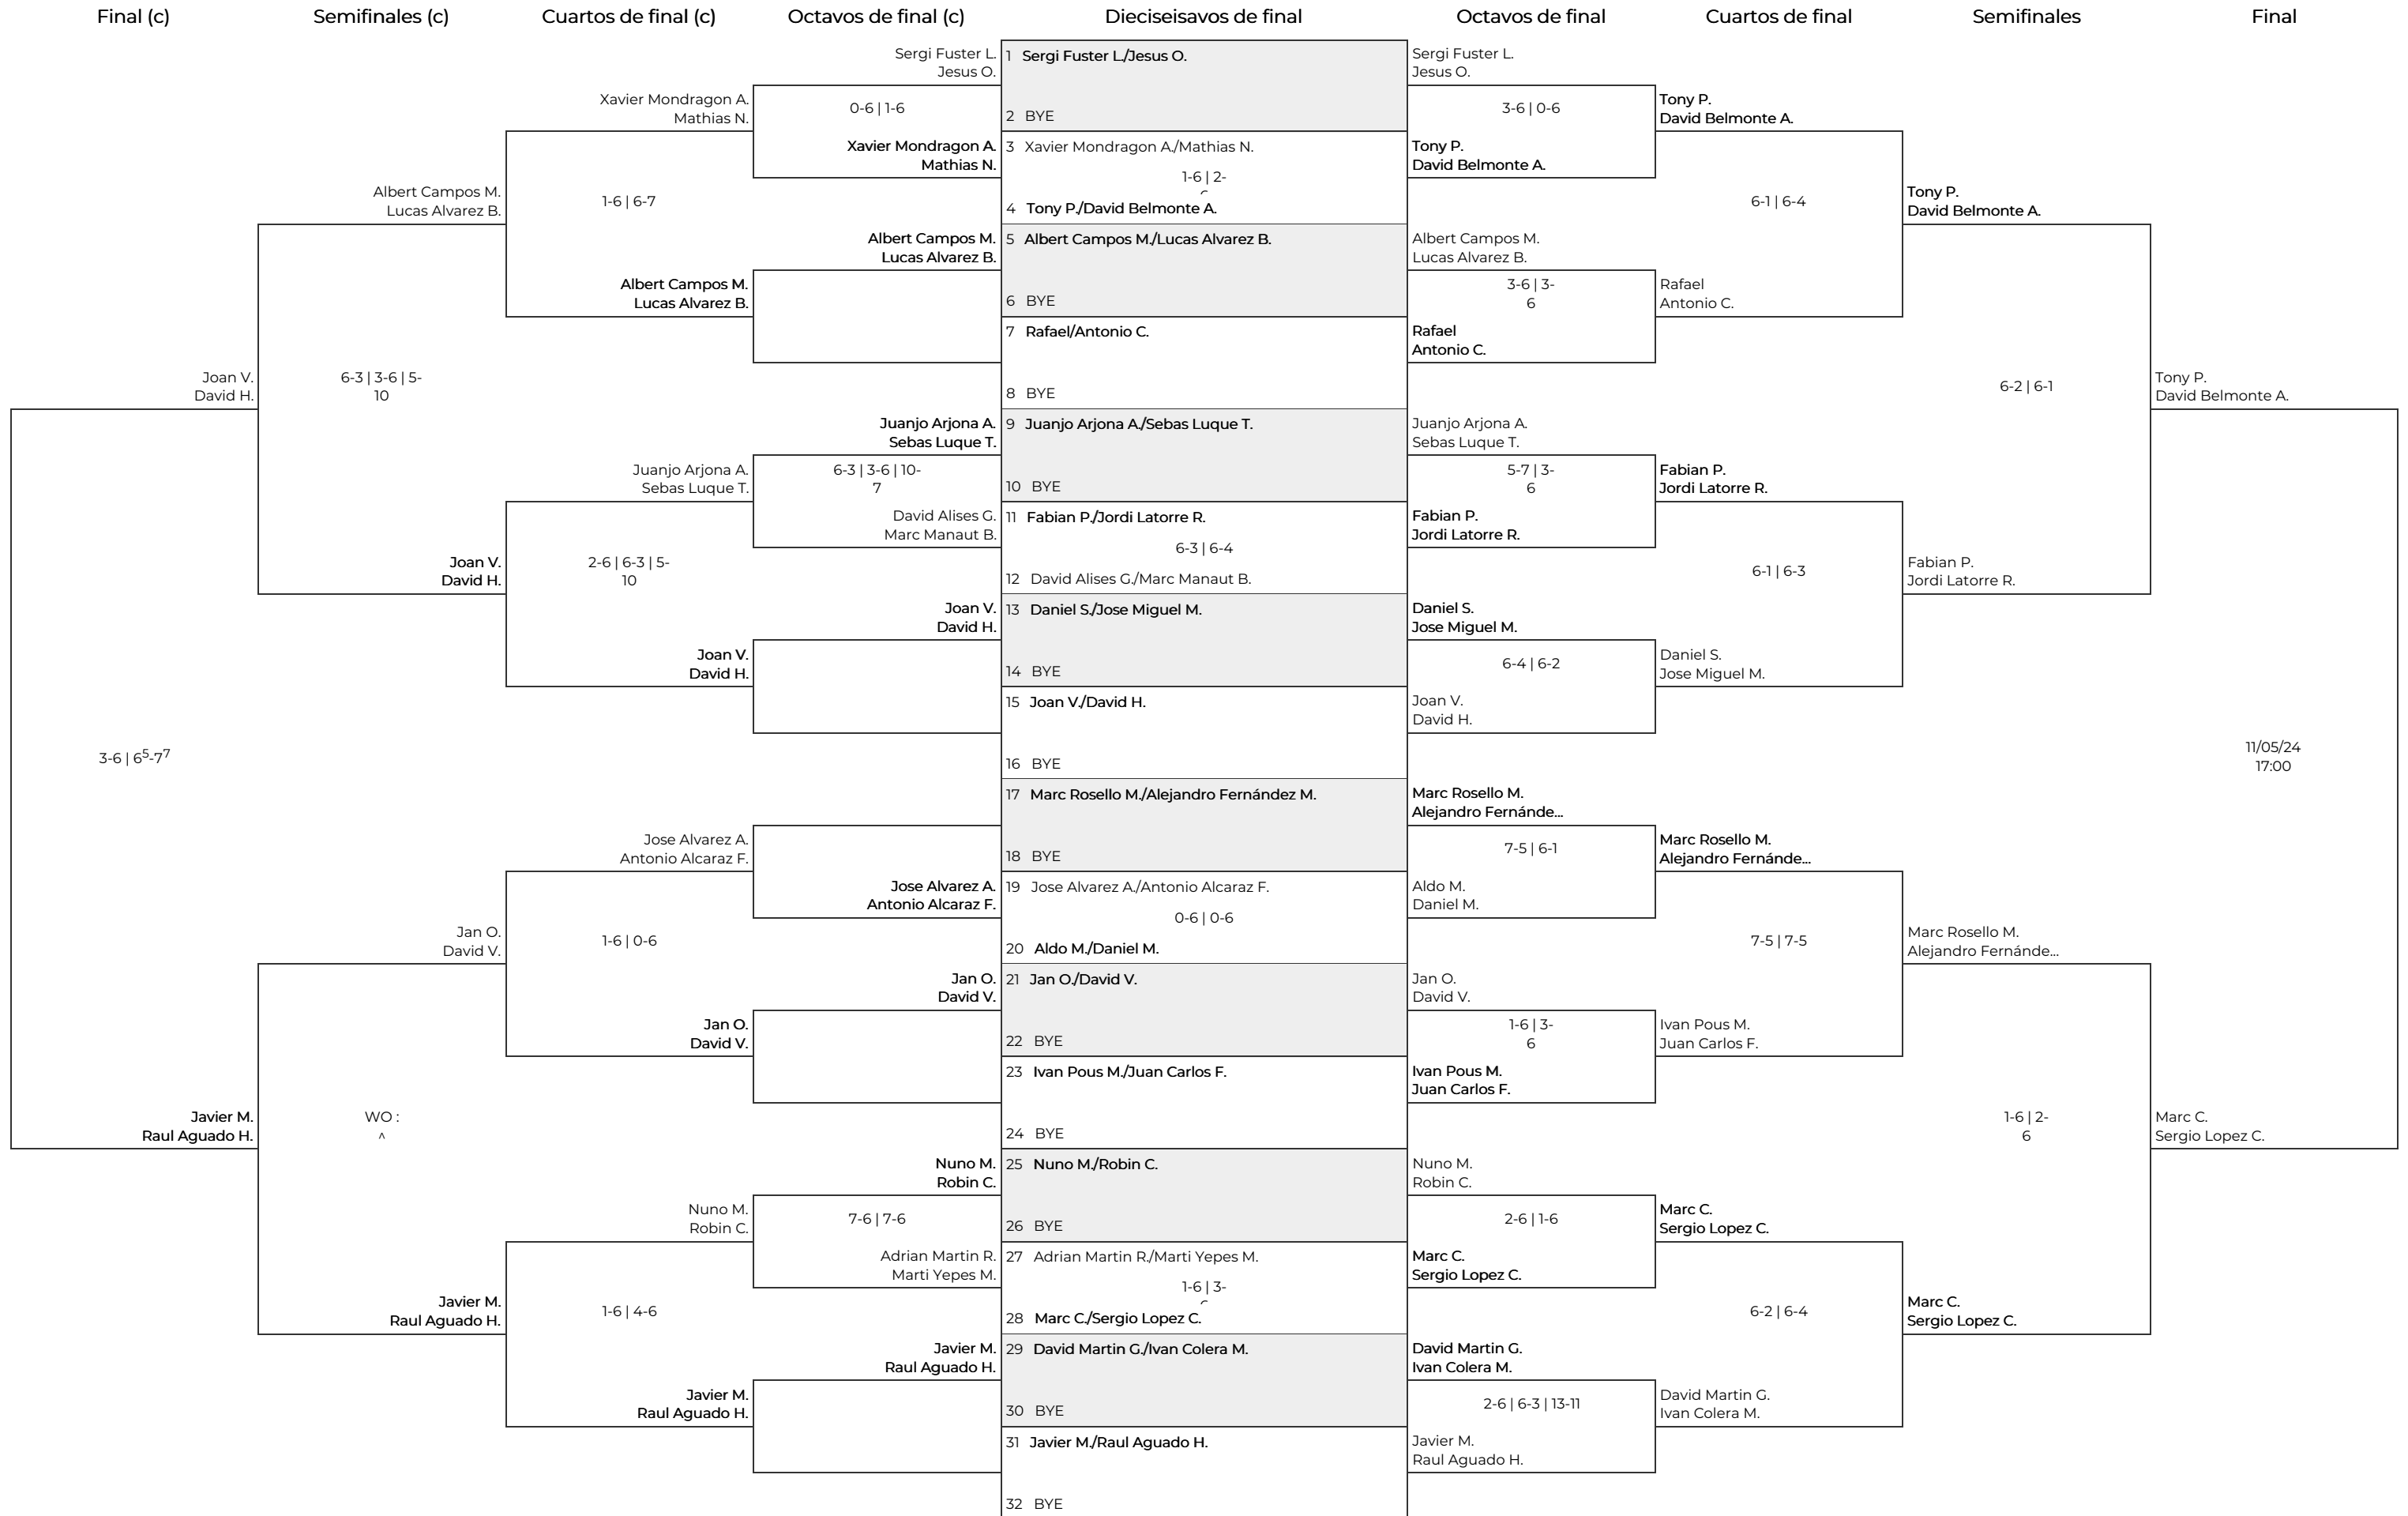 Final (c)
Semifinales (c)
Cuartos de final (c)
Octavos de final (c)
Dieciseisavos de final
Octavos de final
Cuartos de final
Semifinales
Final
Joan V.
David H.
3-6 | 6⁵-7⁷
Javier M.
Raul Aguado H.
Albert Campos M.
Lucas Alvarez B.
6-3 | 3-6 | 5-
10
Joan V.
David H.
Jan O.
David V.
WO :
^
Javier M.
Raul Aguado H.
Xavier Mondragon A.
Mathias N.
1-6 | 6-7
Albert Campos M.
Lucas Alvarez B.
Juanjo Arjona A.
Sebas Luque T.
2-6 | 6-3 | 5-
10
Joan V.
David H.
Jose Alvarez A.
Antonio Alcaraz F.
1-6 | 0-6
Jan O.
David V.
Nuno M.
Robin C.
1-6 | 4-6
Javier M.
Raul Aguado H.
Sergi Fuster L.
Jesus O.
0-6 | 1-6
Xavier Mondragon A.
Mathias N.
Albert Campos M.
Lucas Alvarez B.
Juanjo Arjona A.
Sebas Luque T.
6-3 | 3-6 | 10-
7
David Alises G.
Marc Manaut B.
Joan V.
David H.
Jose Alvarez A.
Antonio Alcaraz F.
Jan O.
David V.
Nuno M.
Robin C.
7-6 | 7-6
Adrian Martin R.
Marti Yepes M.
Javier M.
Raul Aguado H.
1 Sergi Fuster L./Jesus O.
2 BYE
3 Xavier Mondragon A./Mathias N.
1-6 | 2-
4 Tony P./David Belmonte A.
5 Albert Campos M./Lucas Alvarez B.
6 BYE
7 Rafael/Antonio C.
8 BYE
9 Juanjo Arjona A./Sebas Luque T.
10 BYE
11 Fabian P./Jordi Latorre R.
6-3 | 6-4
12 David Alises G./Marc Manaut B.
13 Daniel S./Jose Miguel M.
14 BYE
15 Joan V./David H.
16 BYE
17 Marc Rosello M./Alejandro Fernández M.
18 BYE
19 Jose Alvarez A./Antonio Alcaraz F.
0-6 | 0-6
20 Aldo M./Daniel M.
21 Jan O./David V.
22 BYE
23 Ivan Pous M./Juan Carlos F.
24 BYE
25 Nuno M./Robin C.
26 BYE
27 Adrian Martin R./Marti Yepes M.
1-6 | 3-
28 Marc C./Sergio Lopez C.
29 David Martin G./Ivan Colera M.
30 BYE
31 Javier M./Raul Aguado H.
32 BYE
Sergi Fuster L.
Jesus O.
3-6 | 0-6
Tony P.
David Belmonte A.
Albert Campos M.
Lucas Alvarez B.
3-6 | 3-
6
Rafael
Antonio C.
Juanjo Arjona A.
Sebas Luque T.
5-7 | 3-
6
Fabian P.
Jordi Latorre R.
Daniel S.
Jose Miguel M.
6-4 | 6-2
Joan V.
David H.
Marc Rosello M.
Alejandro Fernánde...
7-5 | 6-1
Aldo M.
Daniel M.
Jan O.
David V.
1-6 | 3-
6
Ivan Pous M.
Juan Carlos F.
Nuno M.
Robin C.
2-6 | 1-6
Marc C.
Sergio Lopez C.
David Martin G.
Ivan Colera M.
2-6 | 6-3 | 13-11
Javier M.
Raul Aguado H.
Tony P.
David Belmonte A.
6-1 | 6-4
Rafael
Antonio C.
Fabian P.
Jordi Latorre R.
6-1 | 6-3
Daniel S.
Jose Miguel M.
Marc Rosello M.
Alejandro Fernánde...
7-5 | 7-5
Ivan Pous M.
Juan Carlos F.
Marc C.
Sergio Lopez C.
6-2 | 6-4
David Martin G.
Ivan Colera M.
Tony P.
David Belmonte A.
6-2 | 6-1
Fabian P.
Jordi Latorre R.
Marc Rosello M.
Alejandro Fernánde...
1-6 | 2-
6
Marc C.
Sergio Lopez C.
Tony P.
David Belmonte A.
11/05/24
17:00
Marc C.
Sergio Lopez C.